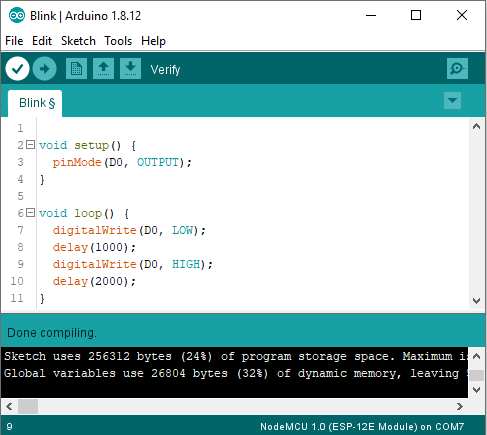 Blink | Arduino 1.8.12
File Edit Sketch Tools Help
Verify
Blink §
1
2 void setup() {
3 pinMode(D0, OUTPUT);
4 }
5
6 void loop() {
7 digitalWrite(D0, LOW);
8 delay(1000);
9 digitalWrite(D0, HIGH);
10 delay(2000);
11 }
Done compiling.
Sketch uses 256312 bytes (24%) of program storage space. Maximum
Global variables use 26804 bytes (32%) of dynamic memory, leaving
9 NodeMCU 1.0 (ESP-12E Module) on COM7